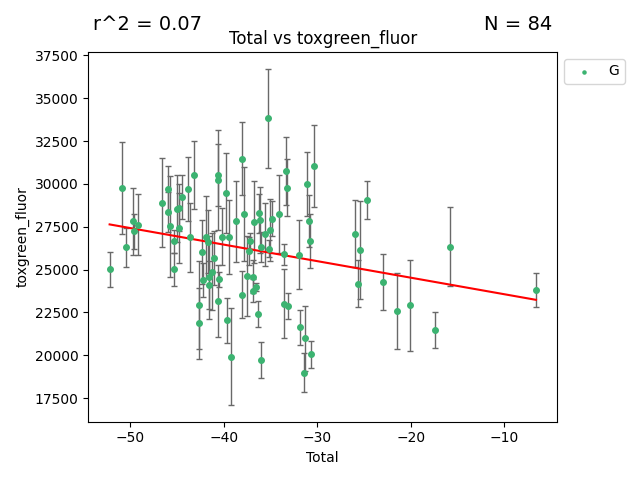 r^2 = 0.07
N = 84
Total vs toxgreen_fluor
G
toxgreen_fluor
37500
35000
32500
30000
27500
25000
22500
20000
17500
−50 −40 −30 −20 −10
Total